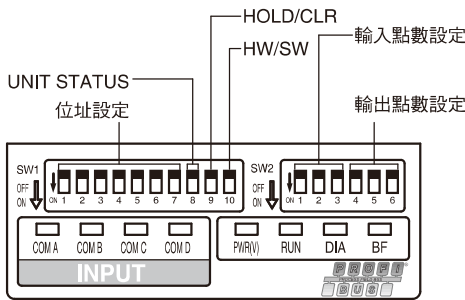 HOLD/CLR
HW/SW
輸入點數設定
UNIT STATUS
位址設定
輸出點數設定
SW1
OFF
ON
ON 1 2 3 4 5 6 7 8 9 10
SW2
OFF
ON
ON 1 2 3 4 5 6
COM A COM B COM C COM D
INPUT
PWR(V) RUN DIA BF
PROFI
PROCESS FIELD BUS
BUS